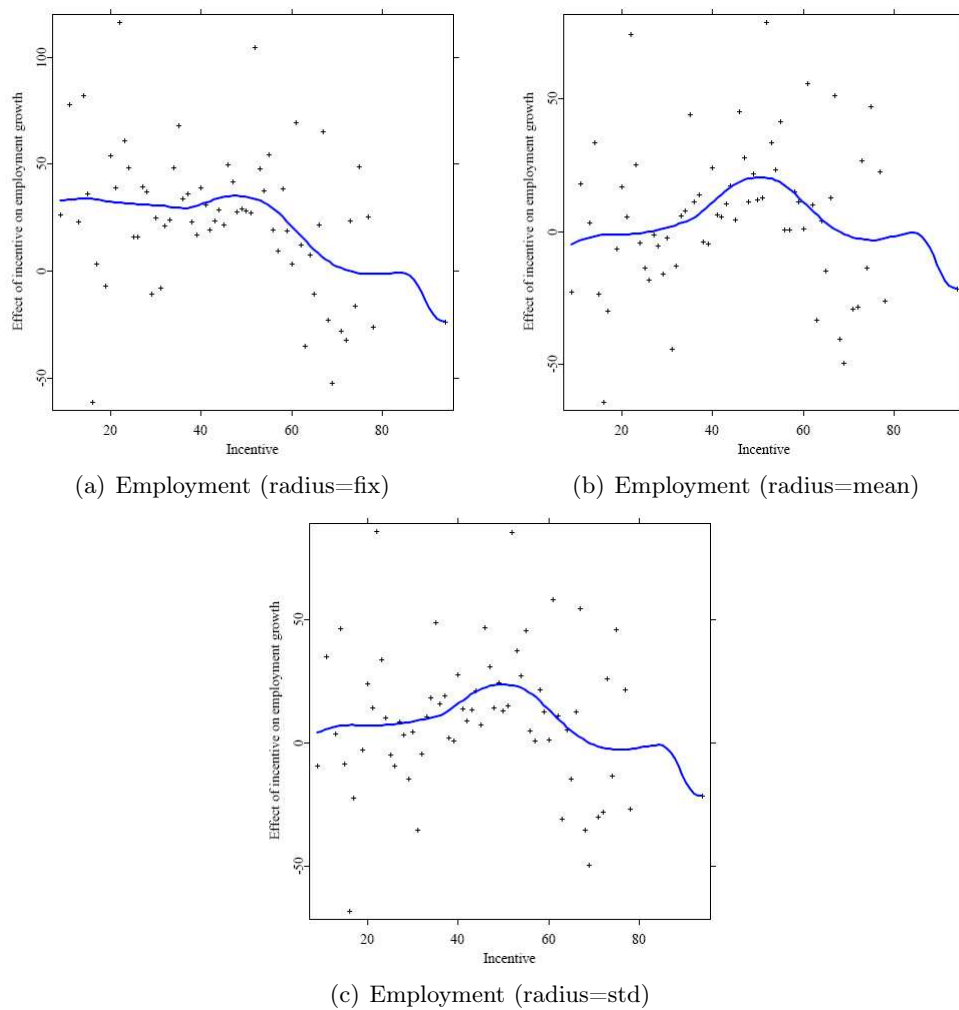 Effect of incentive on employment growth
100
50
0
-50
20 40 60 80
Incentive
(a) Employment (radius=fix)
Effect of incentive on employment growth
50
0
-50
20 40 60 80
Incentive
(b) Employment (radius=mean)
Effect of incentive on employment growth
50
0
-50
20 40 60 80
Incentive
(c) Employment (radius=std)